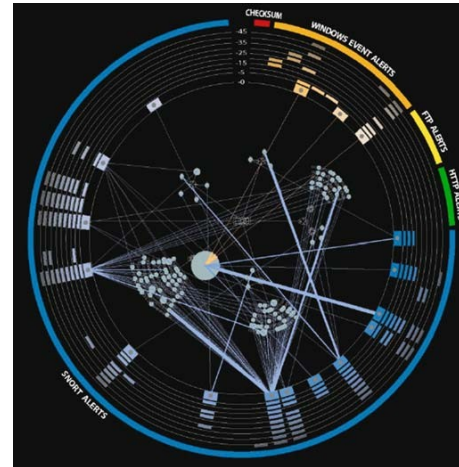 CHECKSUM
WINDOWS EVENT ALERTS
FTP ALERTS
HTTP ALERTS
-45
-35
-25
-15
-5
-0
SNORT ALERTS